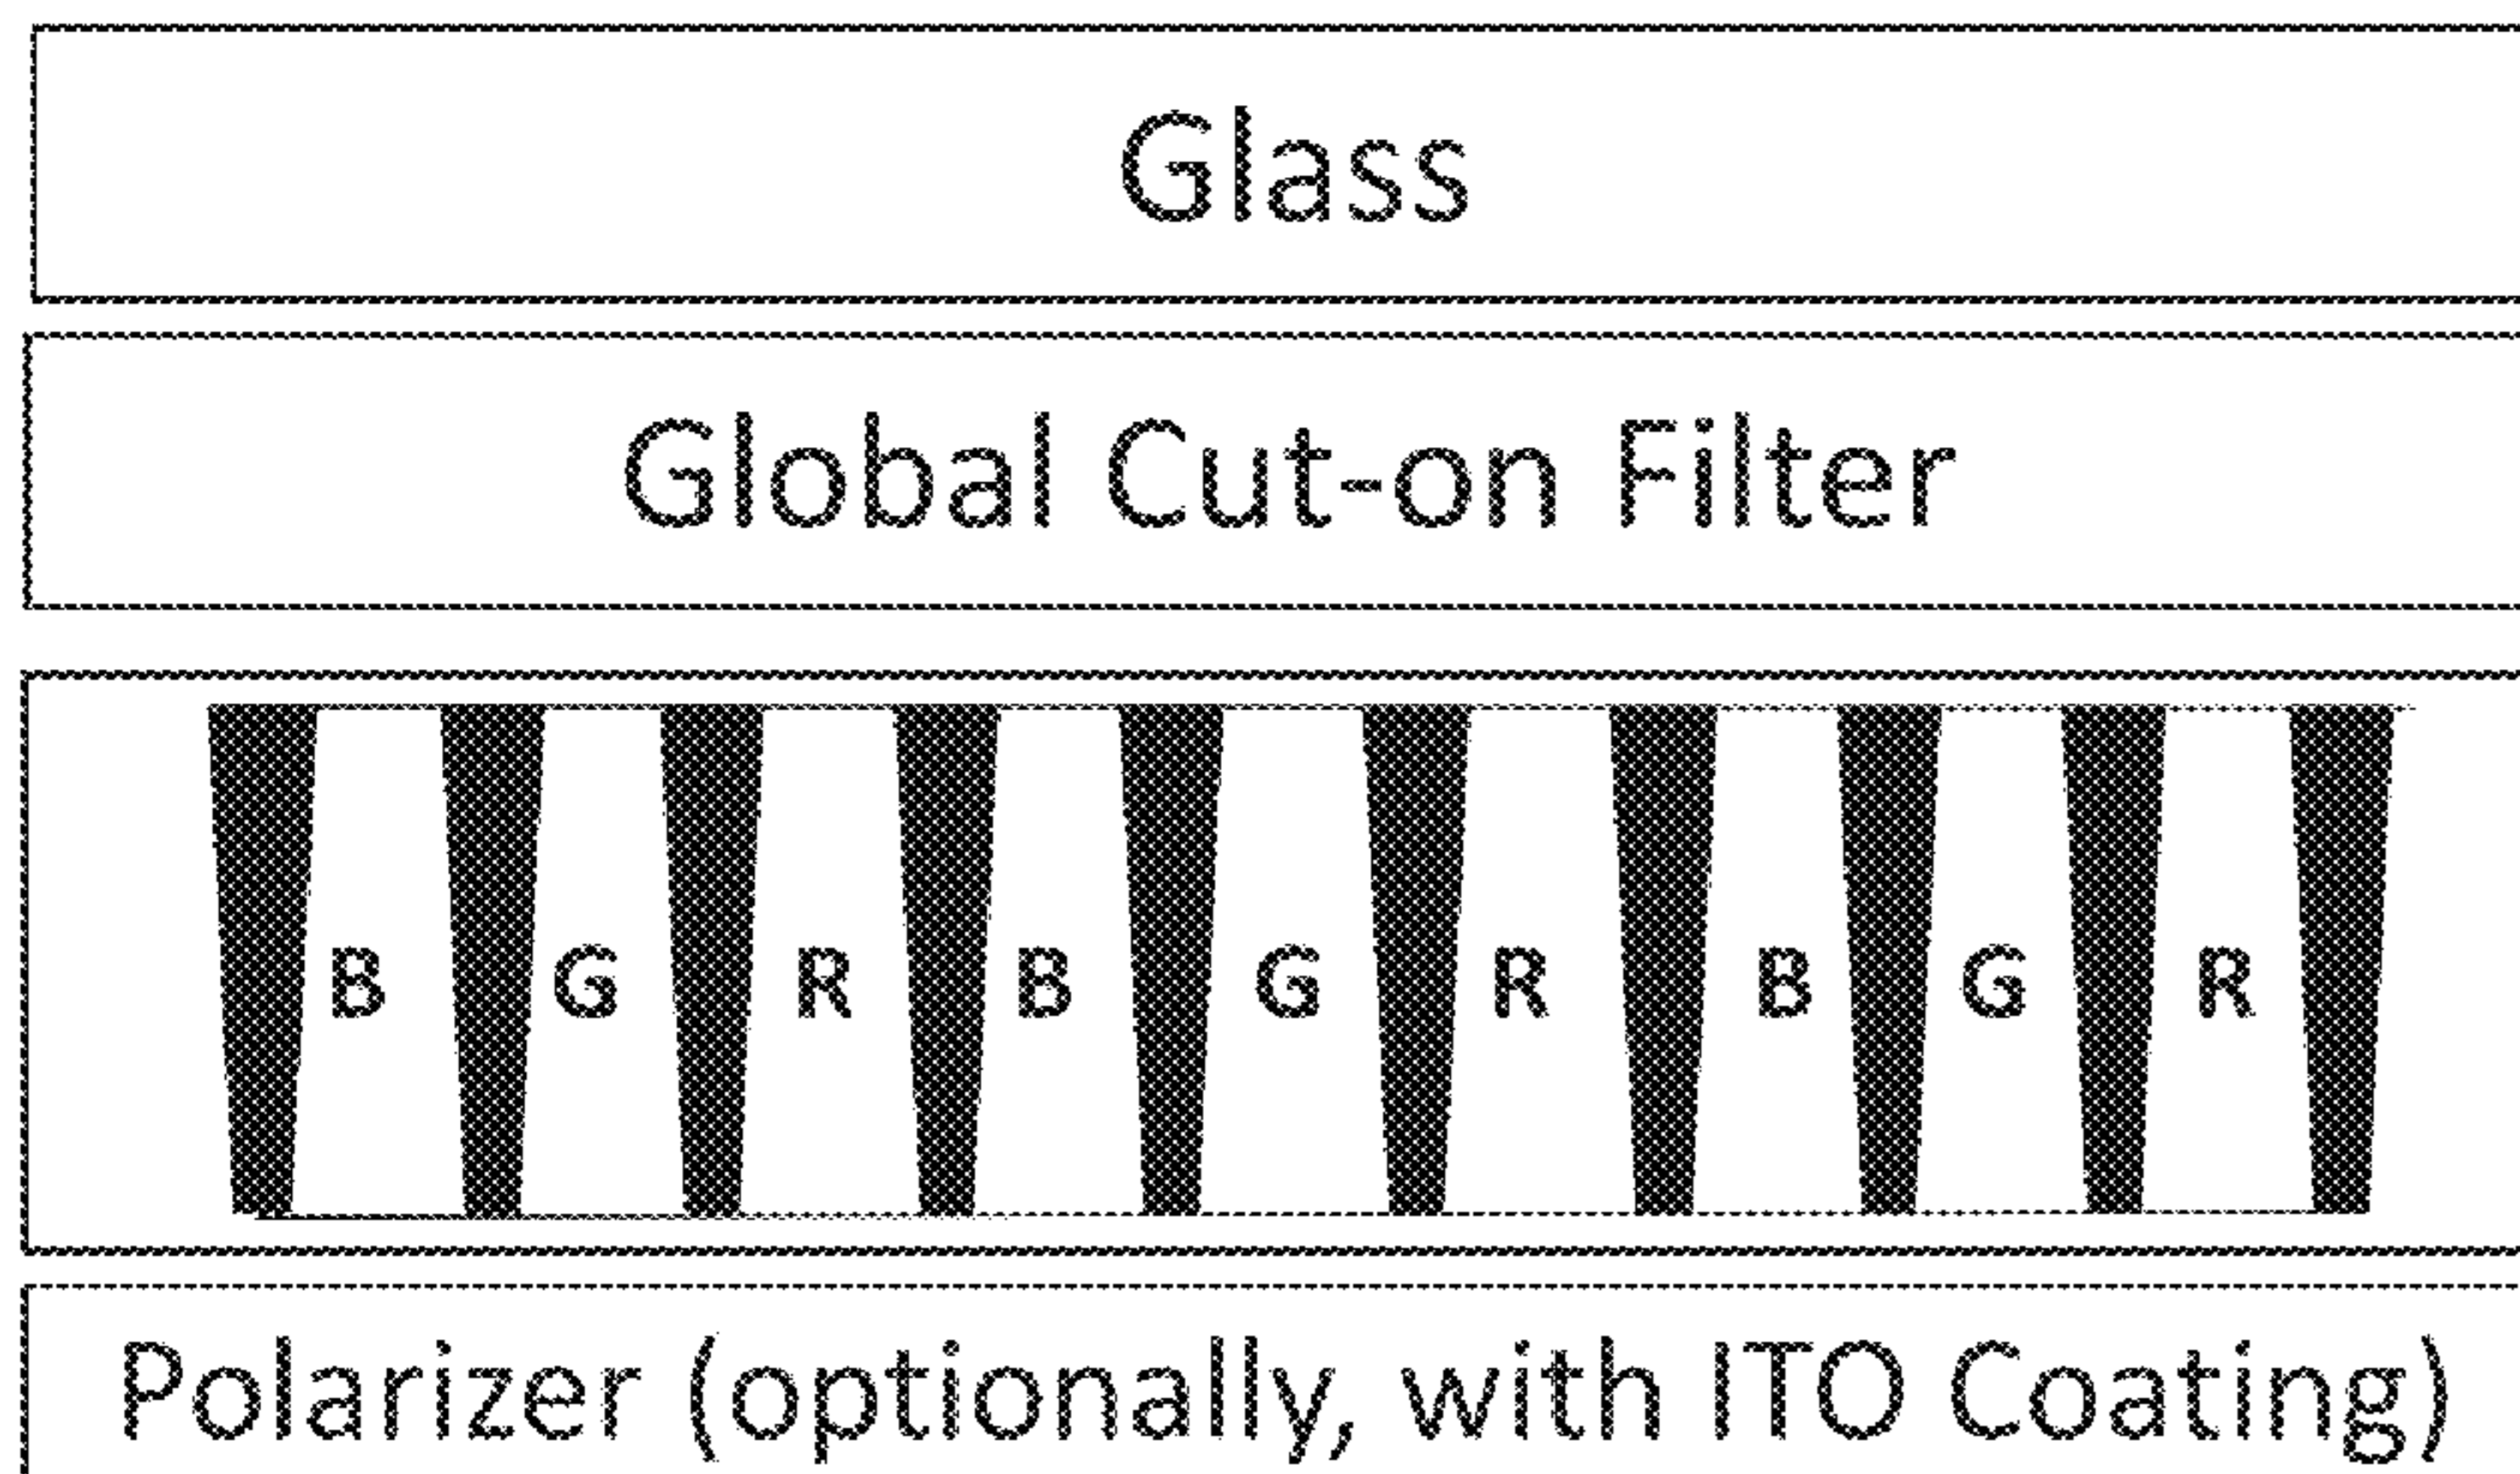 Glass
Global Cut-on Filter
B G R B G R B G R
Polarizer (optionally, with ITO Coating)